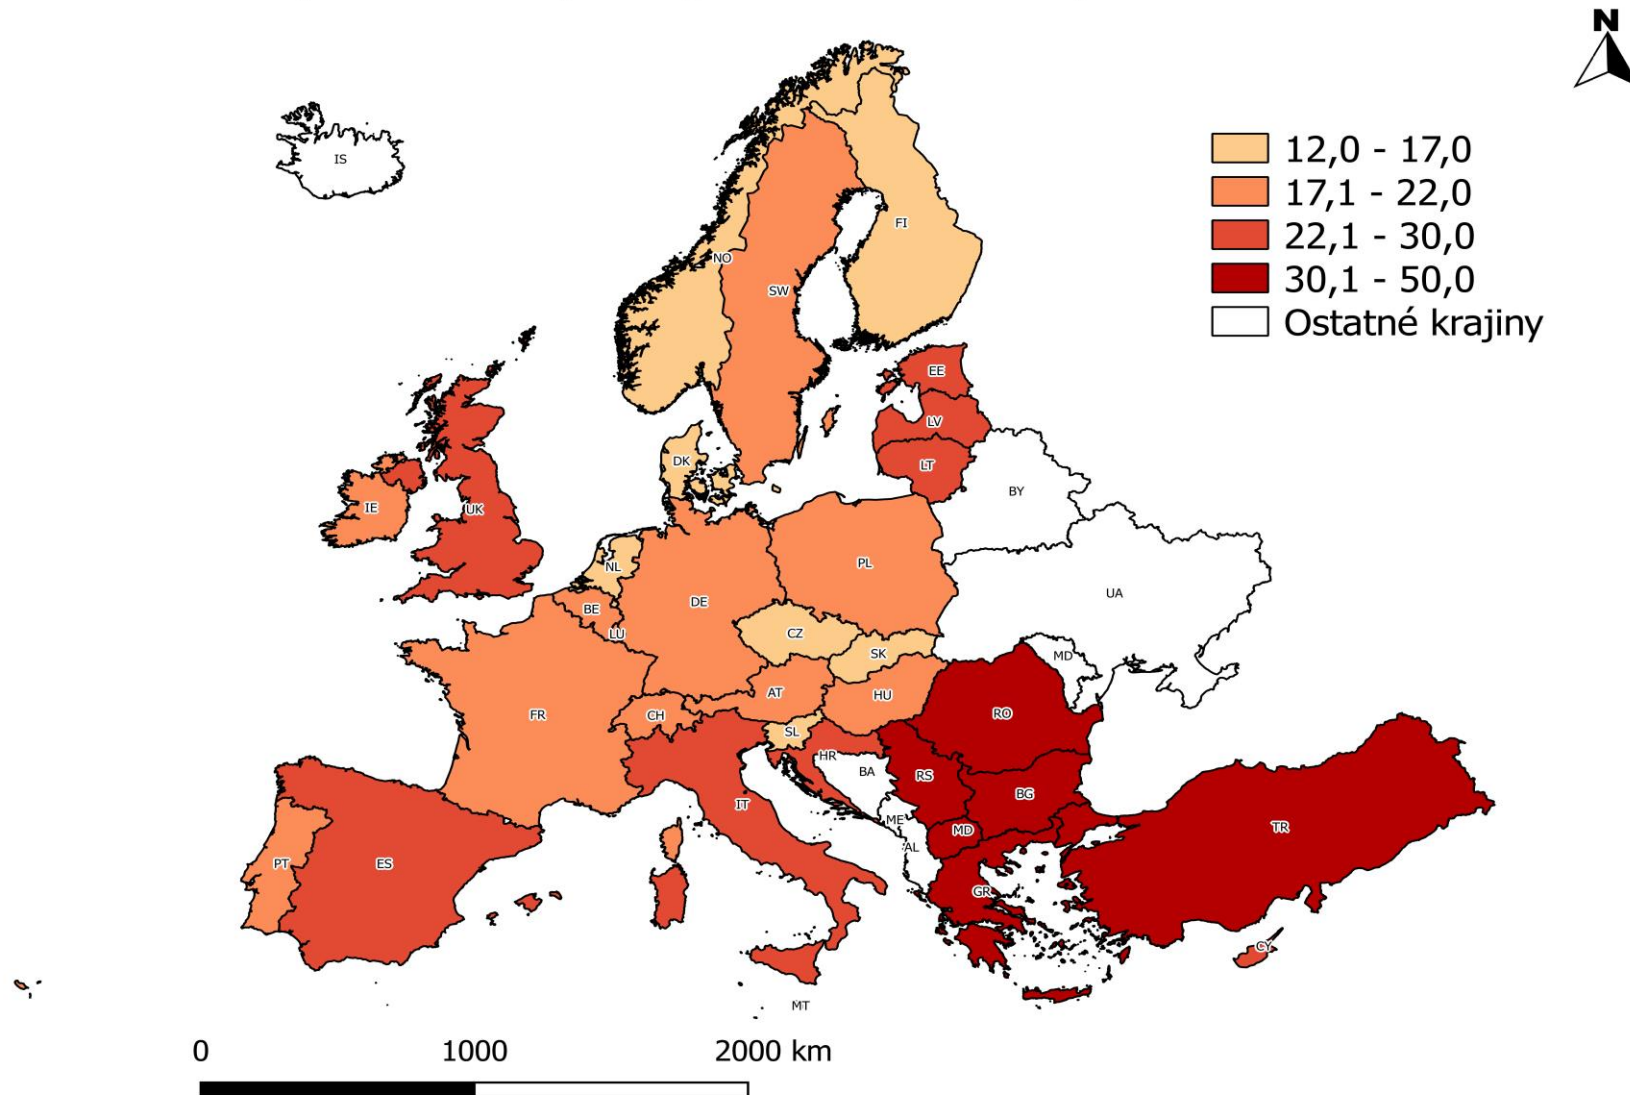 N
12,0 - 17,0
17,1 - 22,0
22,1 - 30,0
30,1 - 50,0
Ostatné krajiny
IS
FI
NO
SW
EE
LV
LT
DK
BY
IE
UK
NL
PL
DE
BE
LU
UA
CZ
SK
MD
AT
HU
CH
FR
RO
SL
HR
BA
RS
IT
BG
ME
MD
TR
AL
PT
ES
GR
CY
MT
0 1000 2000 km